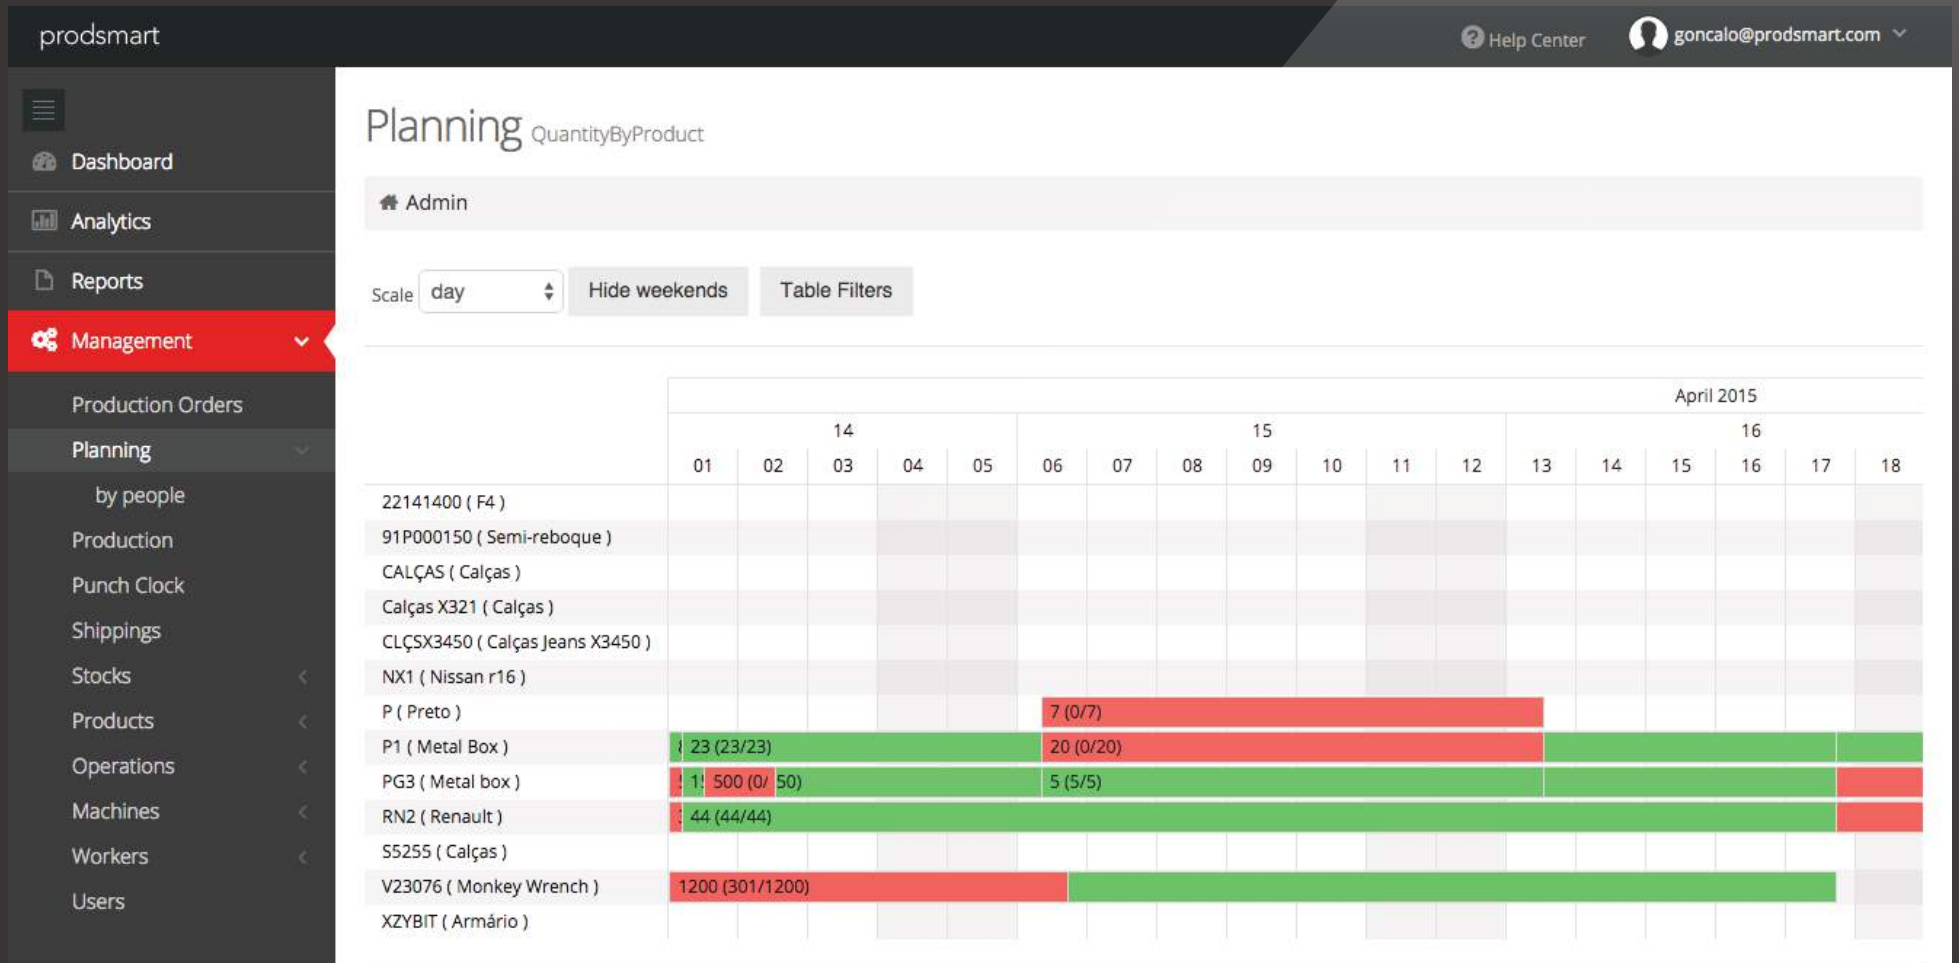 prodsmart
Help Center
goncalo@prodsmart.com
Dashboard
Analytics
Reports
Management
Production Orders
Planning
by people
Production
Punch Clock
Shippings
Stocks
Products
Operations
Machines
Workers
Users
Planning QuantityByProduct
Admin
Scale day Hide weekends Table Filters
April 2015
14 15 16
01 02 03 04 05 06 07 08 09 10 11 12 13 14 15 16 17 18
22141400 ( F4 )
91P000150 ( Semi-reboque )
CALÇAS ( Calças )
Calças X321 ( Calças )
CLÇSX3450 ( Calças Jeans X3450 )
NX1 ( Nissan r16 )
P ( Preto ) 7 (0/7)
P1 ( Metal Box ) 23 (23/23) 20 (0/20)
PG3 ( Metal box ) 500 (0/ 50) 5 (5/5)
RN2 ( Renault ) 44 (44/44)
S5255 ( Calças )
V23076 ( Monkey Wrench ) 1200 (301/1200)
XZYBIT ( Armário )